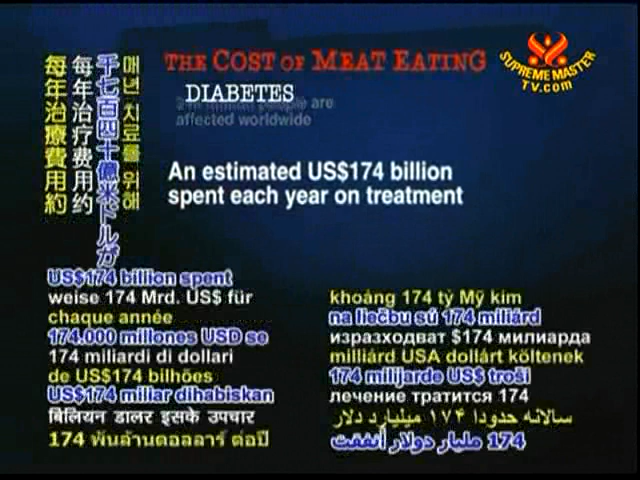 THE COST OF MEAT EATING
SUPREME MASTER
TV.com
DIABETES
million people are
affected worldwide
An estimated US$174 billion
spent each year on treatment
每年治療費用約
每年治疗费用约
千七百四十億米ドルが
매년 치료를 위해
US$174 billion spent
weise 174 Mrd. US$ für
chaque année
174.000 millones USD se
174 miliardi di dollari
de US$174 bilhões
US$174 miliar dihabiskan
बिलियन डालर इसके उपचार
174 พันล้านดอลลาร์ ต่อปี
khoảng 174 tỷ Mỹ kim
na liečbu sú 174 miliárd
изразходват $174 милиарда
milliárd USA dollárt költenek
174 milijarde US$ troši
лечение тратится 174
سالانه حدودا ۱۷۴ میلیارد دلار
174 مليار دولار أنفقت